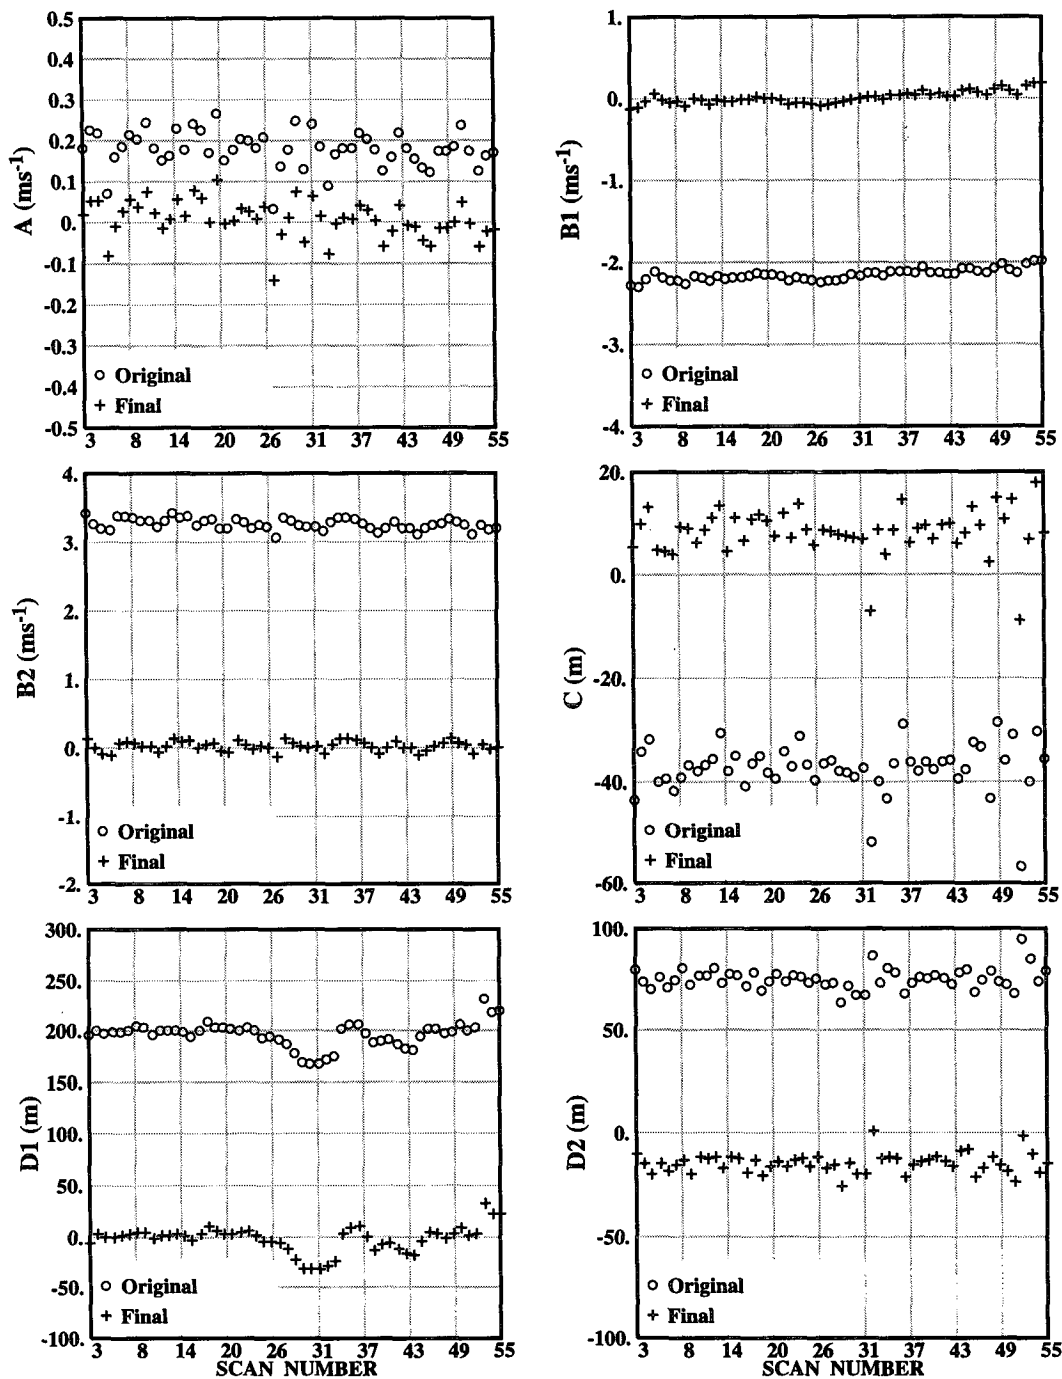 A (ms-1)
0.5
0.4
0.3
0.2
0.1
0.
-0.1
-0.2
-0.3
-0.4
-0.5
o Original
+ Final
3 8 14 20 26 31 37 43 49 55
B1 (ms-1)
1.
0.
-1.
-2.
-3.
-4.
o Original
+ Final
3 8 14 20 26 31 37 43 49 55
B2 (ms-1)
4.
3.
2.
1.
0.
-1.
-2.
o Original
+ Final
3 8 14 20 26 31 37 43 49 55
C (m)
20.
0.
-20.
-40.
-60.
o Original
+ Final
3 8 14 20 26 31 37 43 49 55
D1 (m)
300.
250.
200.
150.
100.
50.
0.
-50.
-100.
o Original
+ Final
3 8 14 20 26 31 37 43 49 55
SCAN NUMBER
D2 (m)
100.
50.
0.
-50.
-100.
o Original
+ Final
3 8 14 20 26 31 37 43 49 55
SCAN NUMBER